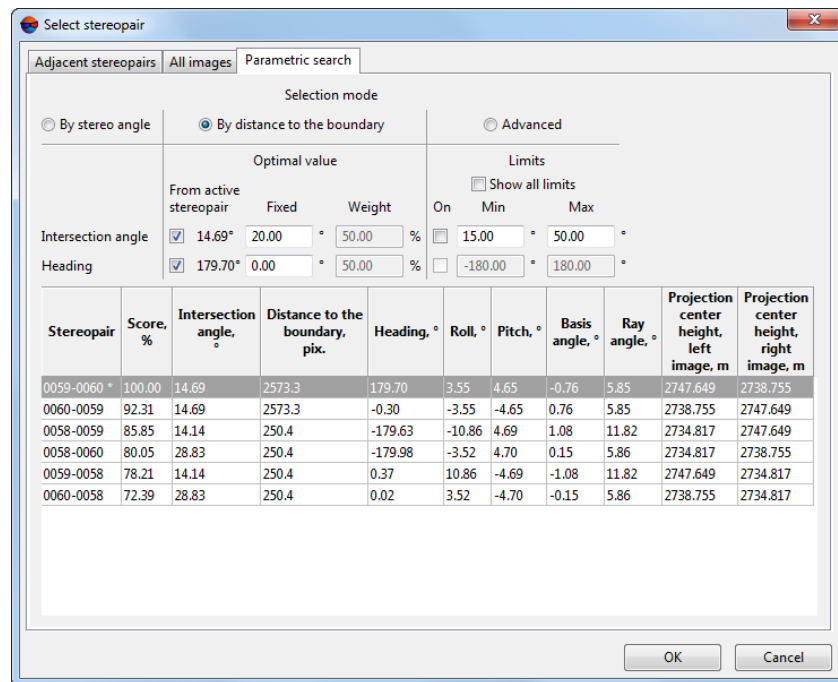 Select stereopair
Adjacent stereopairs All images Parametric search
Selection mode
By stereo angle By distance to the boundary Advanced
Optimal value Limits
Show all limits
From active
stereopair Fixed Weight On Min Max
Intersection angle 14.69° 20.00 ° 50.00 % 15.00 ° 50.00 °
Heading 179.70° 0.00 ° 50.00 % -180.00 ° 180.00 °
Stereopair Score, % Intersection angle, ° Distance to the boundary, pix. Heading, ° Roll, ° Pitch, ° Basis angle, ° Ray angle, ° Projection center height, left image, m Projection center height, right image, m
0059-0060 * 100.00 14.69 2573.3 179.70 3.55 4.65 -0.76 5.85 2747.649 2738.755
0060-0059 92.31 14.69 2573.3 -0.30 -3.55 -4.65 0.76 5.85 2738.755 2747.649
0058-0059 85.85 14.14 250.4 -179.63 -10.86 4.69 1.08 11.82 2734.817 2747.649
0058-0060 80.05 28.83 250.4 -179.98 -3.52 4.70 0.15 5.86 2734.817 2738.755
0059-0058 78.21 14.14 250.4 0.37 10.86 -4.69 -1.08 11.82 2747.649 2734.817
0060-0058 72.39 28.83 250.4 0.02 3.52 -4.70 -0.15 5.86 2738.755 2734.817
OK Cancel